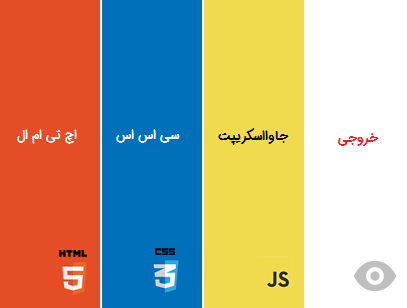 خروجی
جاوااسکریپت
سی اس اس
اچ تی ام ال
JS
CSS
3
HTML
5